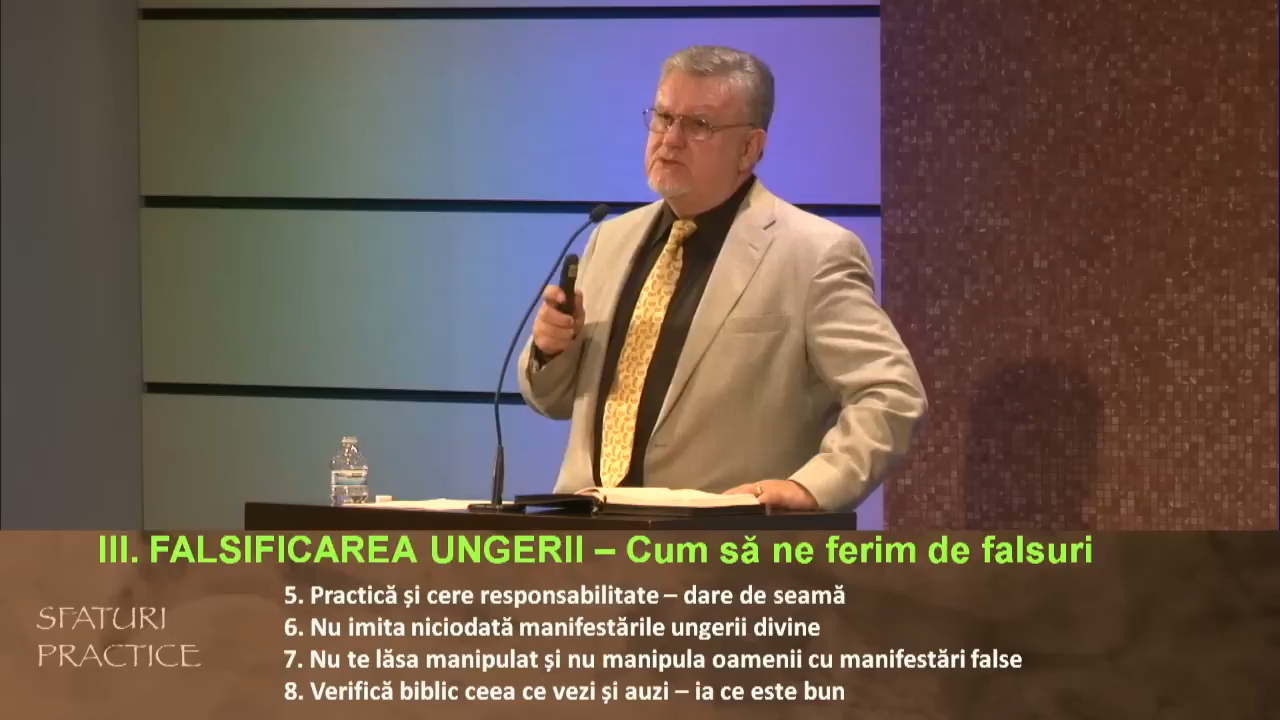 III. FALSIFICAREA UNGERII – Cum să ne ferim de falsuri
SFATURI
PRACTICE
5. Practică și cere responsabilitate – dare de seamă
6. Nu imita niciodată manifestările ungerii divine
7. Nu te lăsa manipulat și nu manipula oamenii cu manifestări false
8. Verifică biblic ceea ce vezi și auzi – ia ce este bun